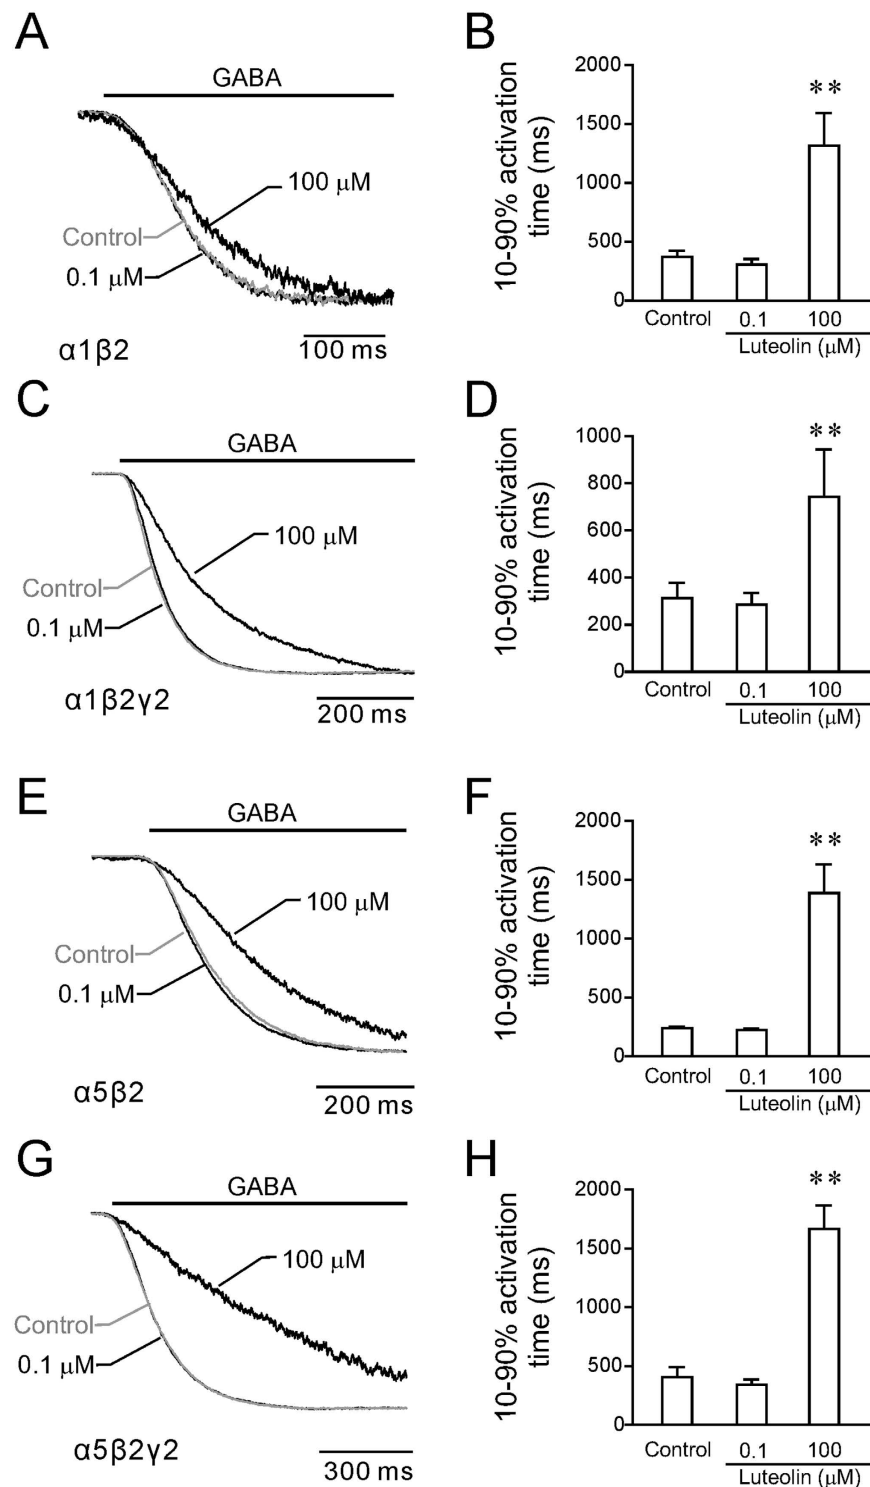 A
GABA
100 μM
Control
0.1 μM
α1β2
100 ms
B
10-90% activation
time (ms)
2000
1500
1000
500
0
**
Control
0.1
100
Luteolin (μM)
C
GABA
100 μM
Control
0.1 μM
α1β2γ2
200 ms
D
10-90% activation
time (ms)
1000
800
600
400
200
0
**
Control
0.1
100
Luteolin (μM)
E
GABA
100 μM
Control
0.1 μM
α5β2
200 ms
F
10-90% activation
time (ms)
2000
1500
1000
500
0
**
Control
0.1
100
Luteolin (μM)
G
GABA
100 μM
Control
0.1 μM
α5β2γ2
300 ms
H
10-90% activation
time (ms)
2000
1500
1000
500
0
**
Control
0.1
100
Luteolin (μM)